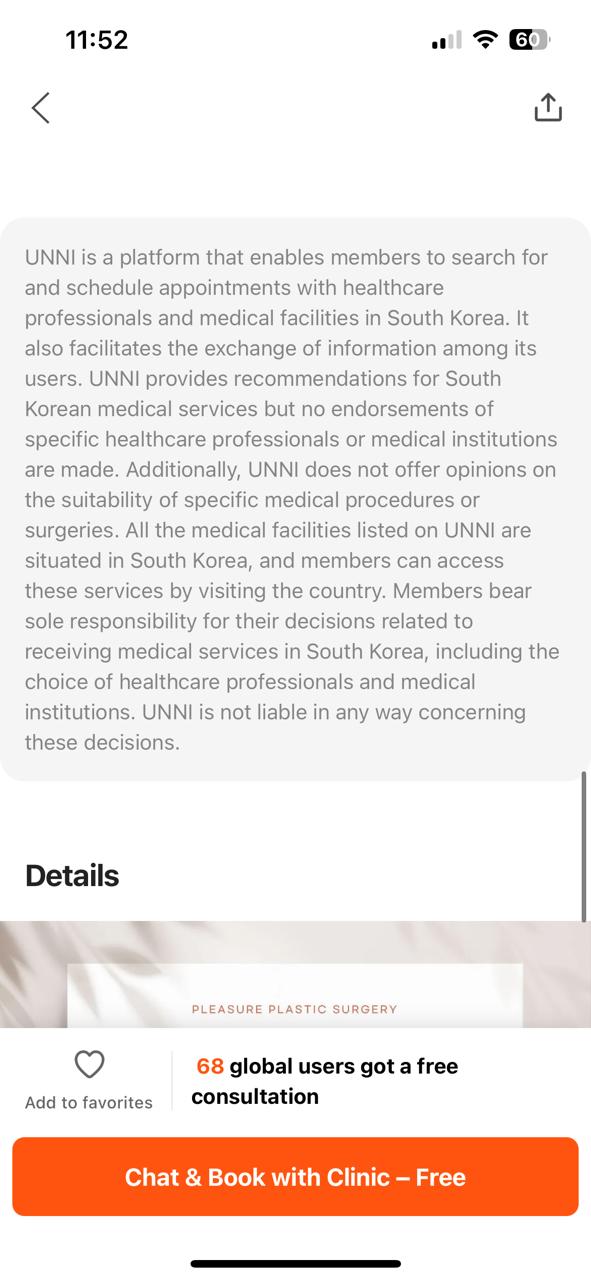 11:52
60
UNNI is a platform that enables members to search for
and schedule appointments with healthcare
professionals and medical facilities in South Korea. It
also facilitates the exchange of information among its
users. UNNI provides recommendations for South
Korean medical services but no endorsements of
specific healthcare professionals or medical institutions
are made. Additionally, UNNI does not offer opinions on
the suitability of specific medical procedures or
surgeries. All the medical facilities listed on UNNI are
situated in South Korea, and members can access
these services by visiting the country. Members bear
sole responsibility for their decisions related to
receiving medical services in South Korea, including the
choice of healthcare professionals and medical
institutions. UNNI is not liable in any way concerning
these decisions.
Details
PLEASURE PLASTIC SURGERY
68 global users got a free
consultation
Add to favorites
Chat & Book with Clinic – Free